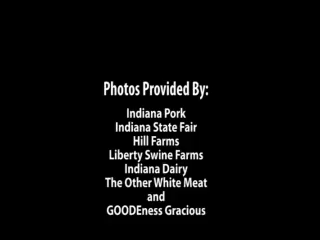 Photos Provided By:
Indiana Pork
Indiana State Fair
Hill Farms
Liberty Swine Farms
Indiana Dairy
The Other White Meat
and
GOODEness Gracious